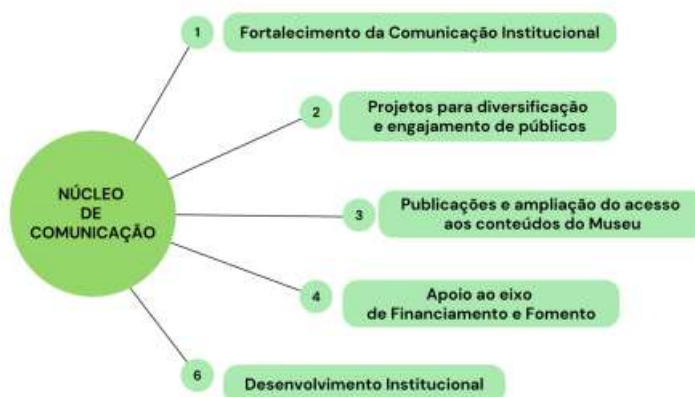 1
Fortalecimento da Comunicação Institucional
2
Projetos para diversificação
e engajamento de públicos
NÚCLEO
DE
COMUNICAÇÃO
3
Publicações e ampliação do acesso
aos conteúdos do Museu
4
Apoio ao eixo
de Financiamento e Fomento
6
Desenvolvimento Institucional